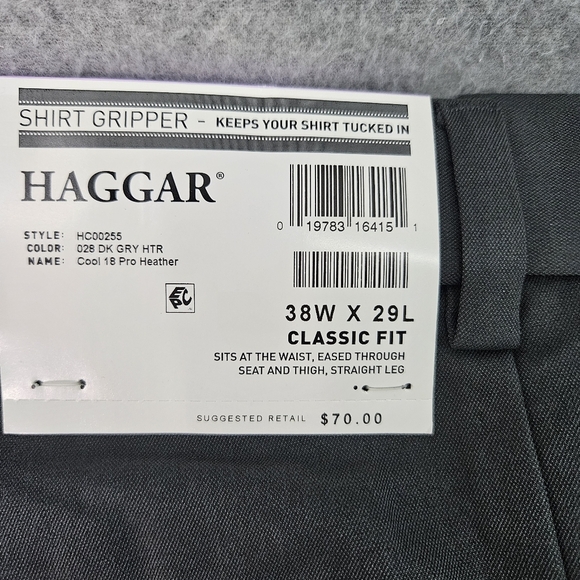 SHIRT GRIPPER – KEEPS YOUR SHIRT TUCKED IN
HAGGAR®
STYLE: HC00255
COLOR: 028 DK GRY HTR
NAME: Cool 18 Pro Heather
0 19783 16415 1
EPC
38W X 29L
CLASSIC FIT
SITS AT THE WAIST, EASED THROUGH
SEAT AND THIGH, STRAIGHT LEG
SUGGESTED RETAIL $70.00